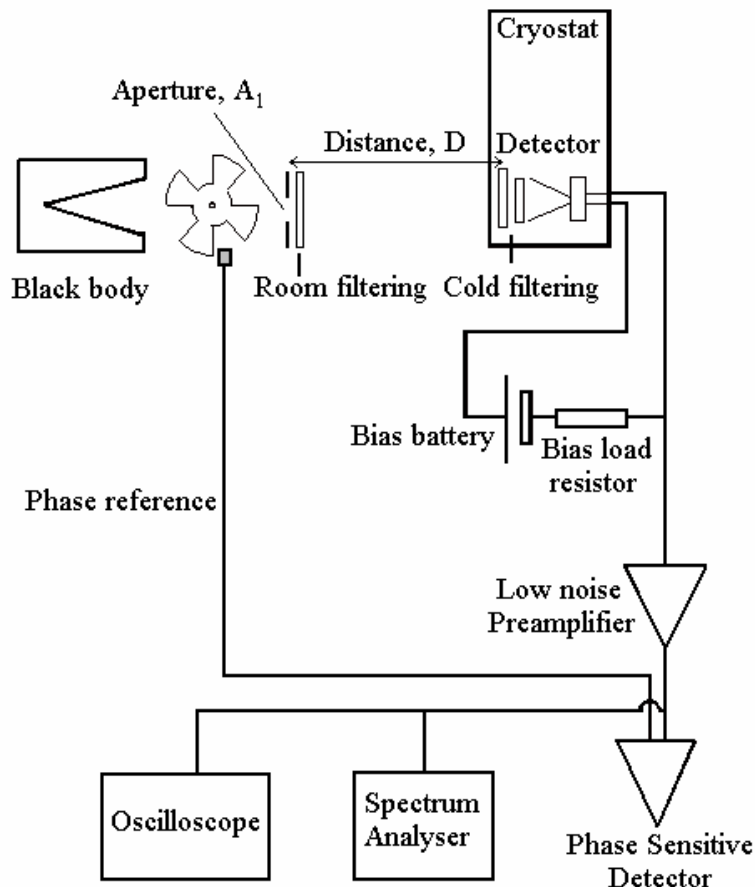 Cryostat
Aperture, A₁
Distance, D
Detector
Black body
Room filtering
Cold filtering
Bias battery
Bias load
resistor
Phase reference
Low noise
Preamplifier
Oscilloscope
Spectrum
Analyser
Phase Sensitive
Detector